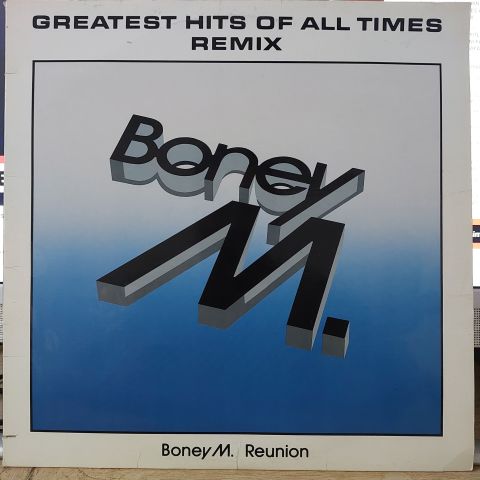 GREATEST HITS OF ALL TIMES
REMIX
Boney
M.
Boney M. Reunion